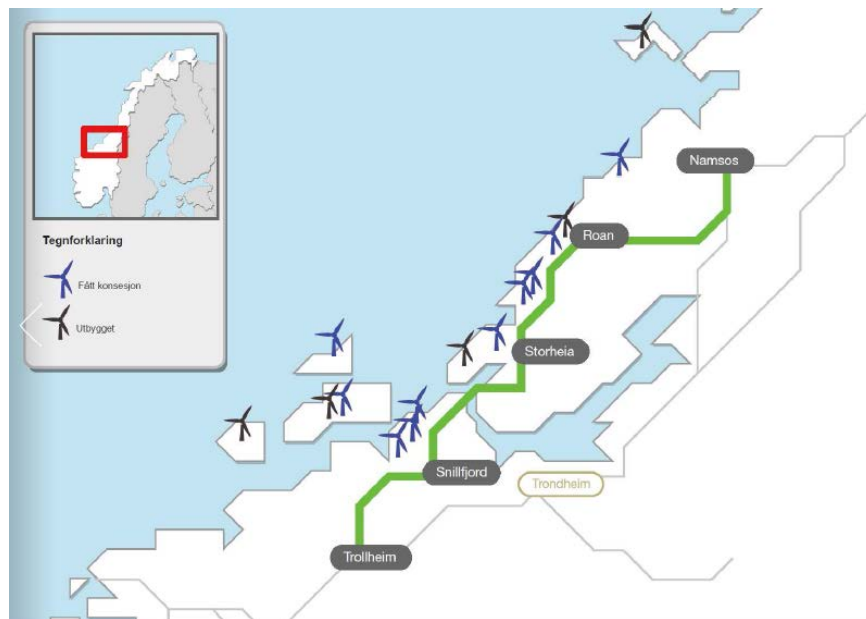 Tegnforklaring
Fått konsesjon
Utbygget
Namsos
Roan
Storheia
Snillfjord
Trondheim
Trollheim